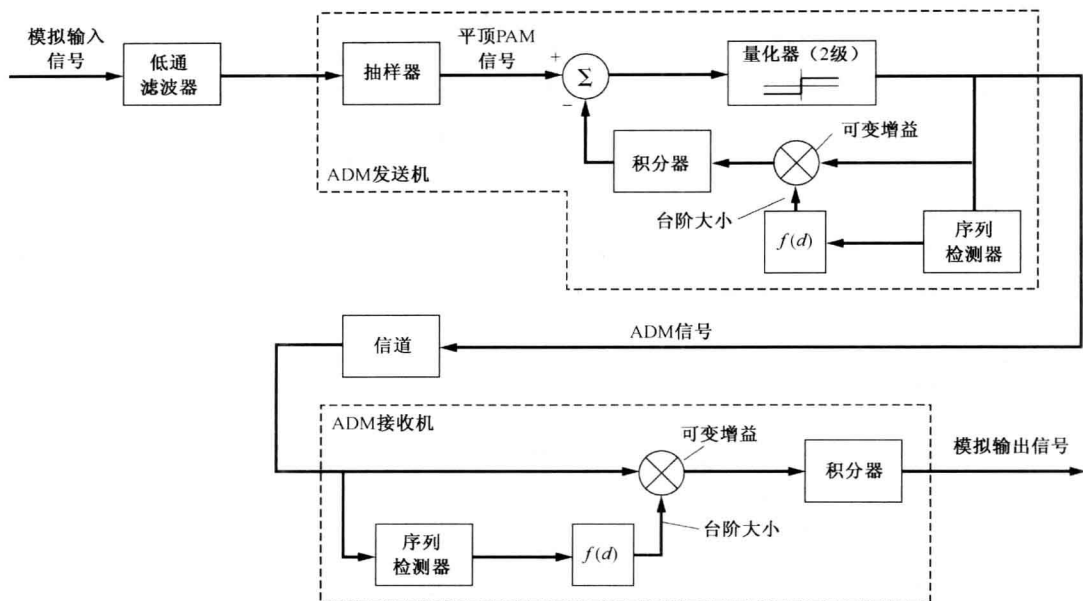 模拟输入
信号
低通
滤波器
抽样器
平顶PAM
信号
+
Σ
−
量化器（2级）
可变增益
积分器
ADM发送机
台阶大小
f(d)
序列
检测器
ADM信号
信道
ADM接收机
可变增益
积分器
模拟输出信号
台阶大小
序列
检测器
f(d)